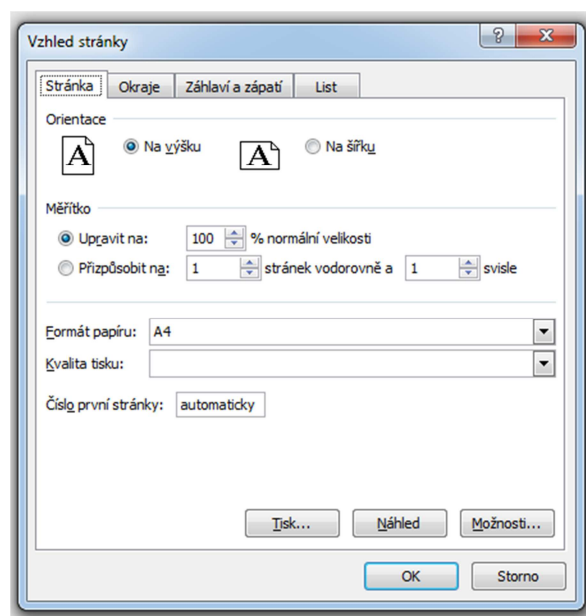 Vzhled stránky
Stránka Okraje Záhlaví a zápatí List
Orientace
A Na výšku A Na šířku
Měřítko
Upravit na: 100 % normální velikosti
Přizpůsobit na: 1 stránek vodorovně a 1 svisle
Formát papíru: A4
Kvalita tisku:
Číslo první stránky: automaticky
Tisk... Náhled Možnosti...
OK Storno